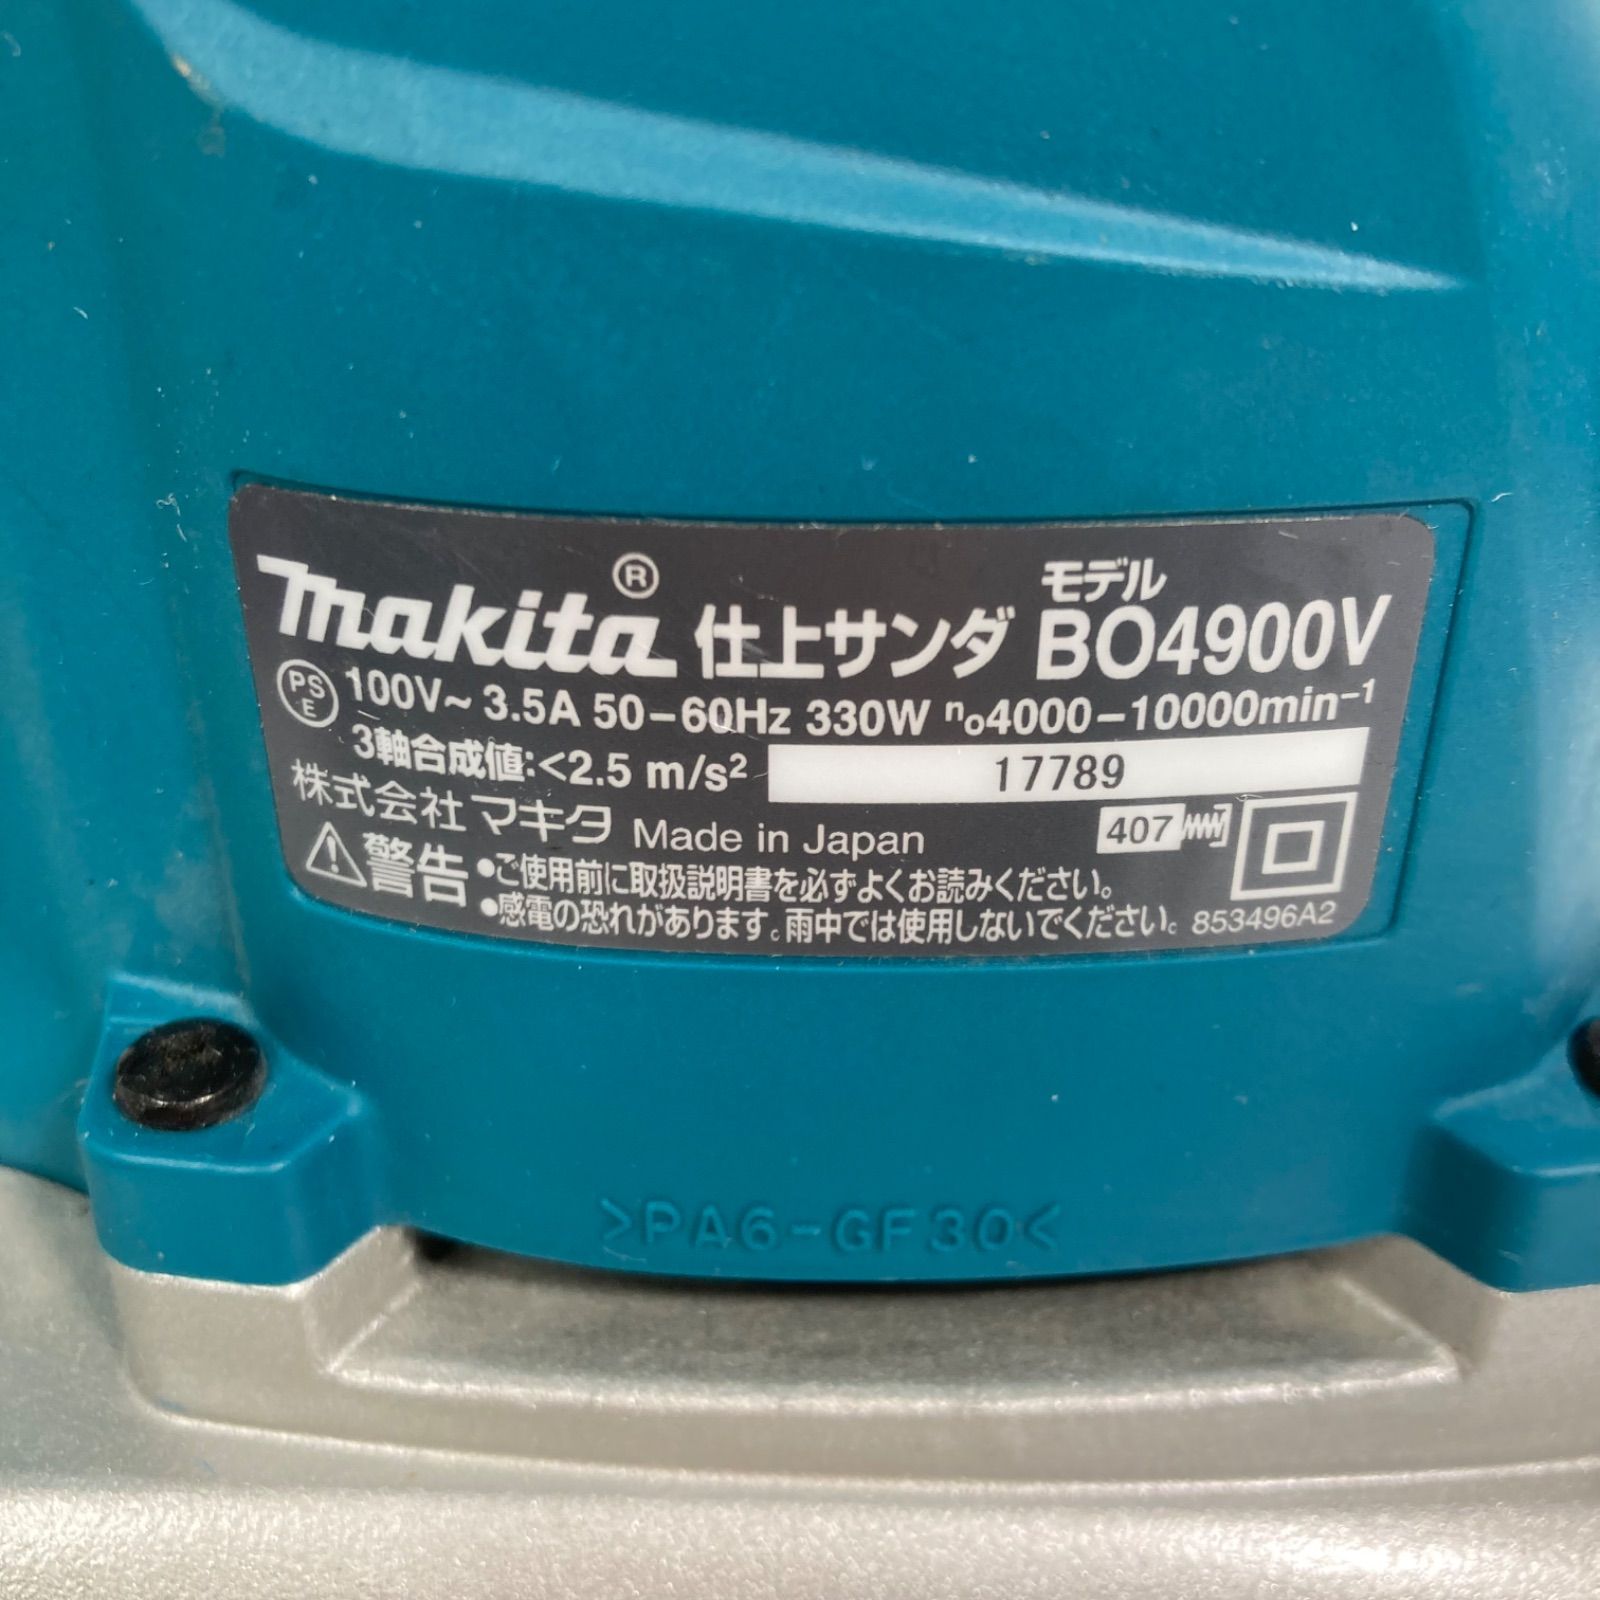 makita® 仕上サンダ モデル BO4900V
PSE 100V～ 3.5A 50-60Hz 330W n₀4000-10000min⁻¹
3軸合成値:<2.5 m/s² 17789
株式会社 マキタ Made in Japan 407
警告 •ご使用前に取扱説明書を必ずよくお読みください。
•感電の恐れがあります。雨中では使用しないでください。 853496A2
>PA6-GF30<